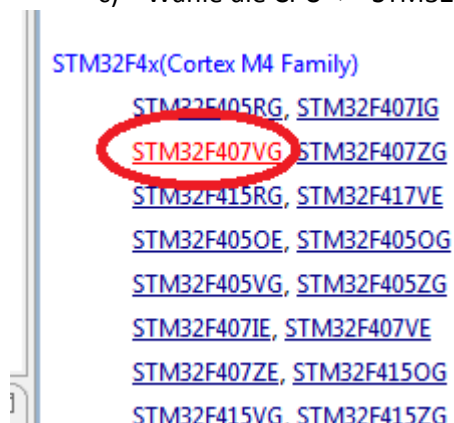 Wähle die CPU
STM32F4x(Cortex M4 Family)
STM32F405RG, STM32F407IG
STM32F407VG, STM32F407ZG
STM32F415RG, STM32F417VE
STM32F405OE, STM32F405OG
STM32F405VG, STM32F405ZG
STM32F407IE, STM32F407VE
STM32F407ZE, STM32F415OG
STM32F415VG, STM32F415ZG